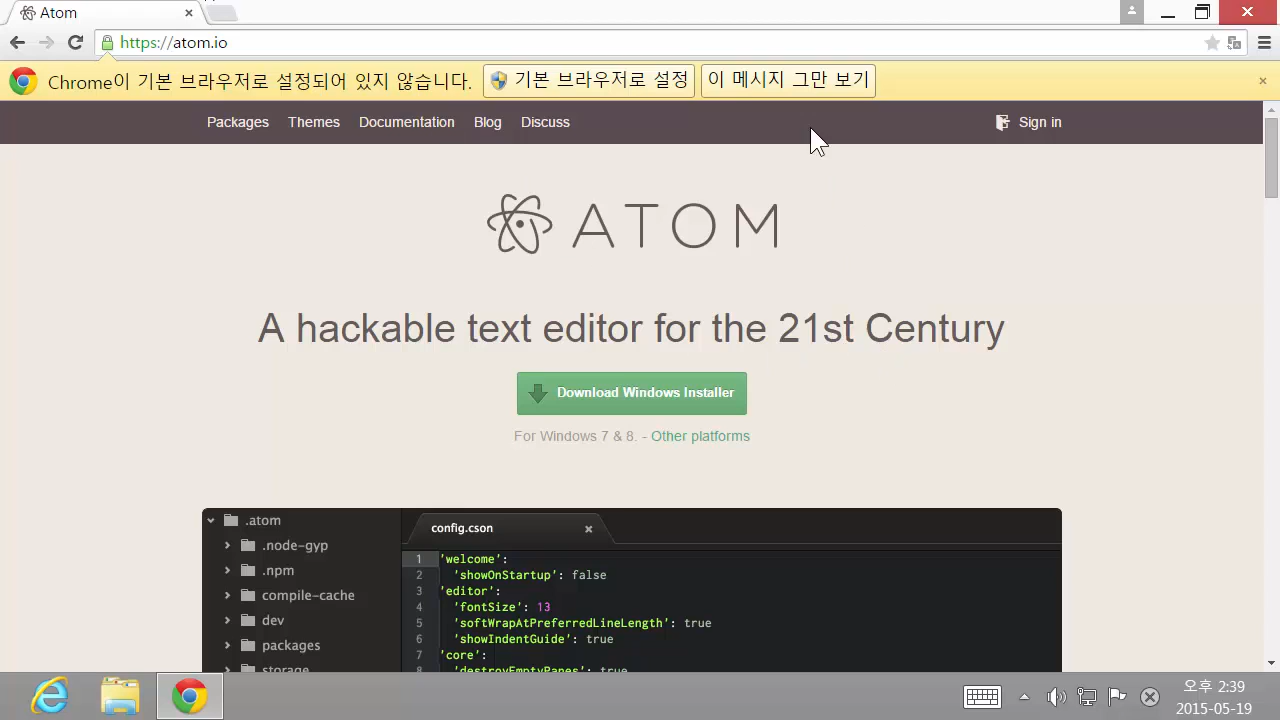 Atom
https://atom.io
Chrome이 기본 브라우저로 설정되어 있지 않습니다. 기본 브라우저로 설정 이 메시지 그만 보기
Packages Themes Documentation Blog Discuss Sign in
ATOM
A hackable text editor for the 21st Century
Download Windows Installer
For Windows 7 & 8. - Other platforms
.atom
.node-gyp
.npm
compile-cache
dev
packages
storage
config.cson
1 'welcome':
2 'showOnStartup': false
3 'editor':
4 'fontSize': 13
5 'softWrapAtPreferredLineLength': true
6 'showIndentGuide': true
7 'core':
8 'destroyEmptyPanes': true
오후 2:39
2015-05-19